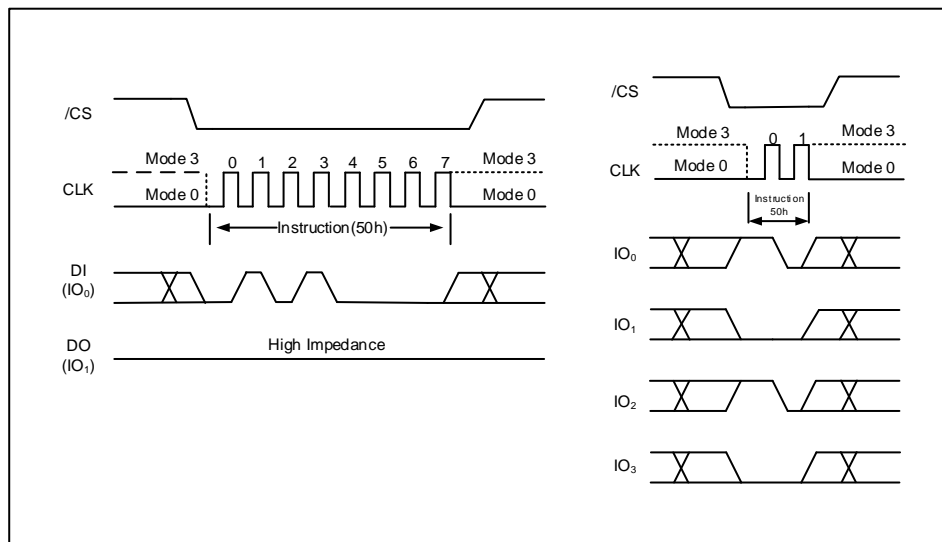 /CS
Mode 3
0 1 2 3 4 5 6 7
Mode 3
CLK
Mode 0
Mode 0
Instruction(50h)
DI
(IO₀)
DO
(IO₁)
High Impedance
/CS
Mode 3
0 1
Mode 3
CLK
Mode 0
Mode 0
Instruction
50h
IO₀
IO₁
IO₂
IO₃